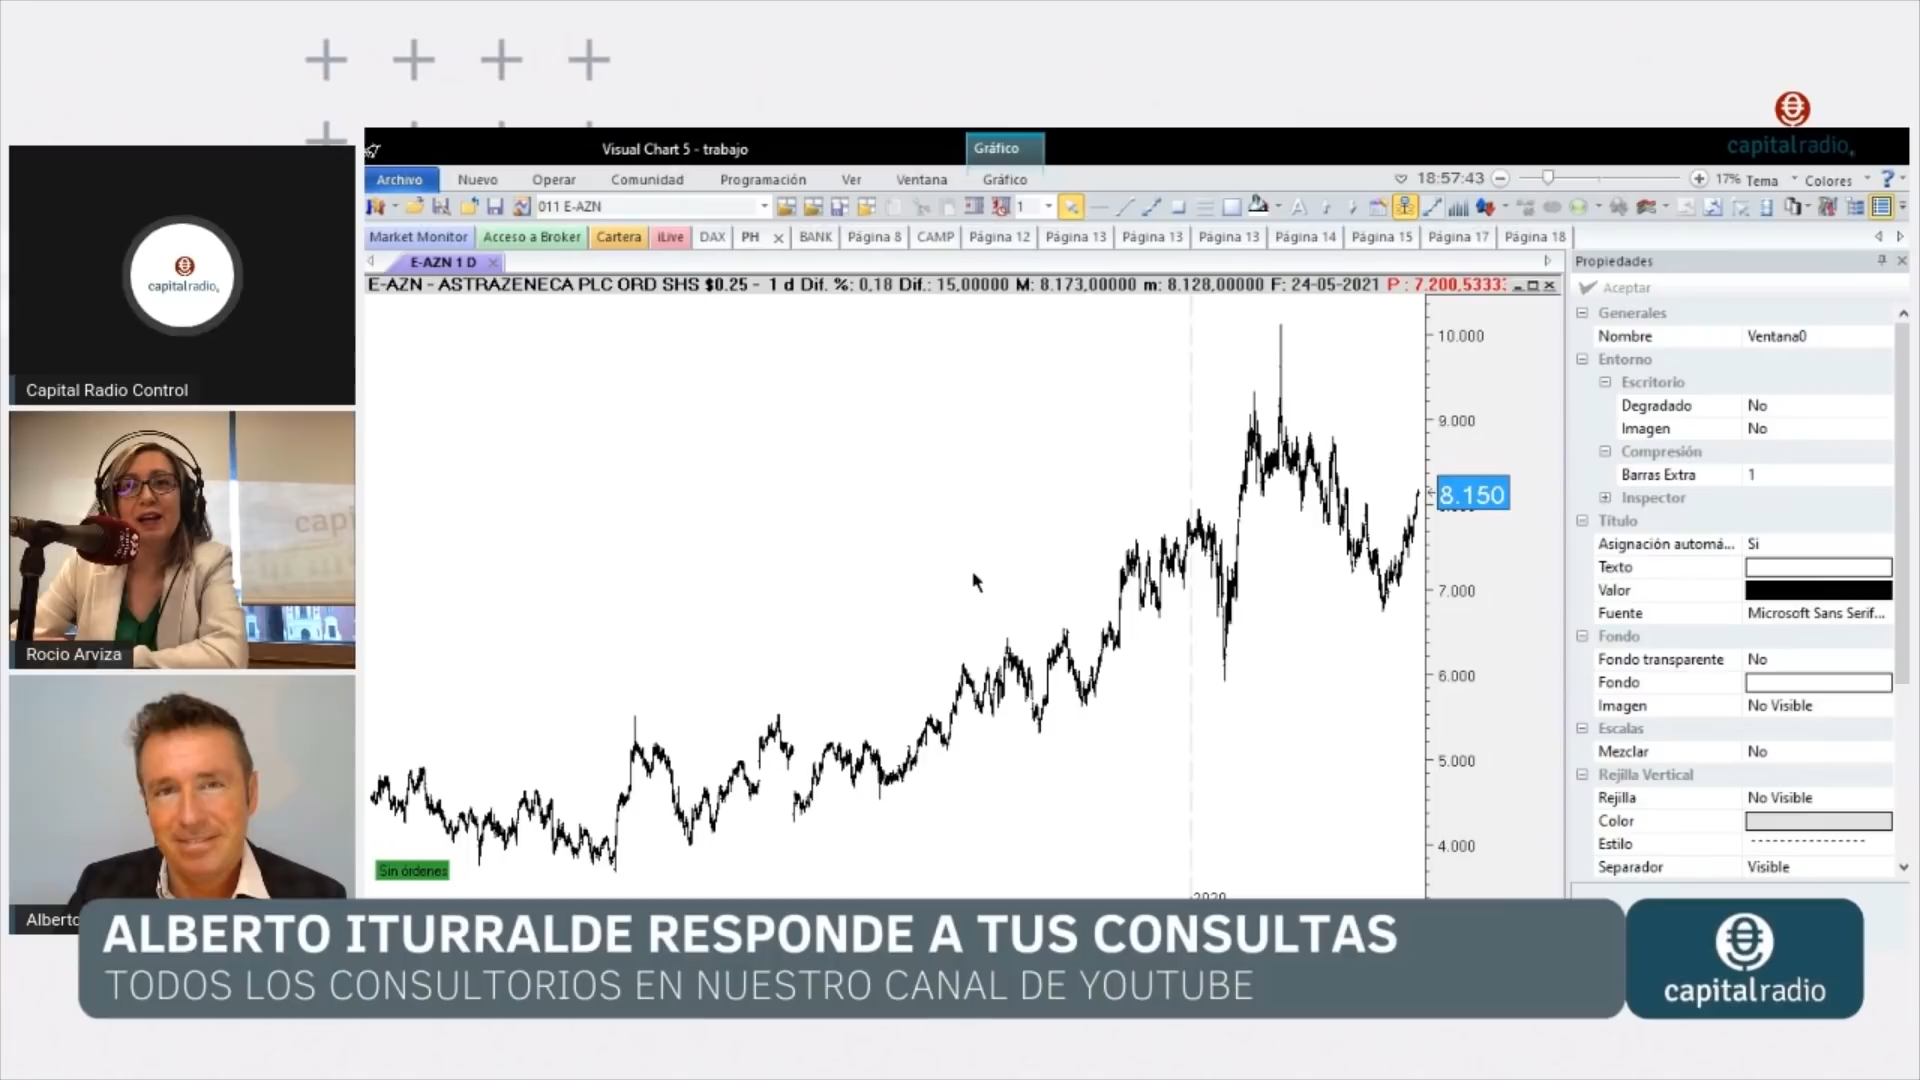 Visual Chart 5 - trabajo
Gráfico
capitalradio
Archivo Nuevo Operar Comunidad Programación Ver Ventana Gráfico 18:57:43 17% Tema Colores ?
011 E-AZN 1
Market Monitor Acceso a Broker Cartera iLive DAX PH BANK Página 8 CAMP Página 12 Página 13 Página 13 Página 13 Página 14 Página 15 Página 17 Página 18
E-AZN 1 D
E-AZN - ASTRAZENECA PLC ORD SHS $0.25 - 1 d Dif. %: 0,18 Dif.: 15,00000 M: 8.173,00000 m: 8.128,00000 F: 24-05-2021 P : 7.200,5333
10.000
9.000
8.150
7.000
6.000
5.000
4.000
2020
Sin órdenes
Propiedades
Aceptar
Generales
Nombre Ventana0
Entorno
Escritorio
Degradado No
Imagen No
Compresión
Barras Extra 1
Inspector
Título
Asignación automá... Si
Texto
Valor
Fuente Microsoft Sans Serif...
Fondo
Fondo transparente No
Fondo
Imagen No Visible
Escalas
Mezclar No
Rejilla Vertical
Rejilla No Visible
Color
Estilo
Separador Visible
capitalradio
Capital Radio Control
capi
Rocio Arviza
Alberto
ALBERTO ITURRALDE RESPONDE A TUS CONSULTAS
TODOS LOS CONSULTORIOS EN NUESTRO CANAL DE YOUTUBE
capitalradio